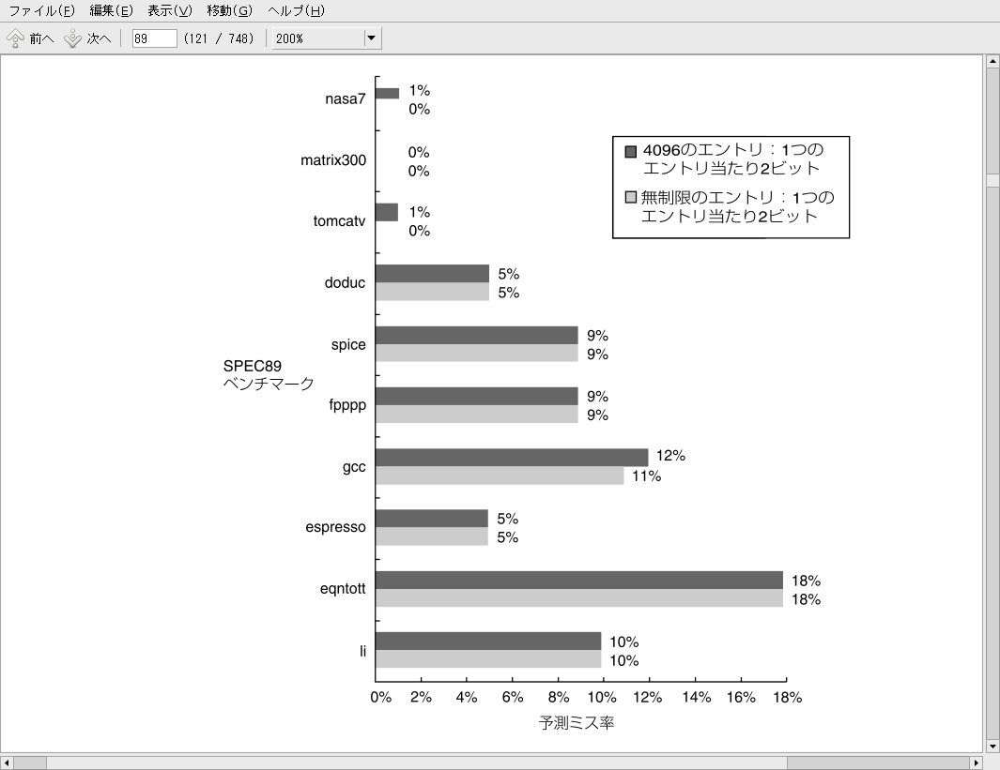 ファイル(F) 編集(E) 表示(V) 移動(G) ヘルプ(H)
前へ 次へ 89 (121 / 748) 200%
nasa7
1%
0%
matrix300
0%
0%
tomcatv
1%
0%
doduc
5%
5%
spice
9%
9%
fpppp
9%
9%
gcc
12%
11%
espresso
5%
5%
eqntott
18%
18%
li
10%
10%
4096のエントリ：1つの
エントリ当たり2ビット
無制限のエントリ：1つの
エントリ当たり2ビット
SPEC89
ベンチマーク
0% 2% 4% 6% 8% 10% 12% 14% 16% 18%
予測ミス率